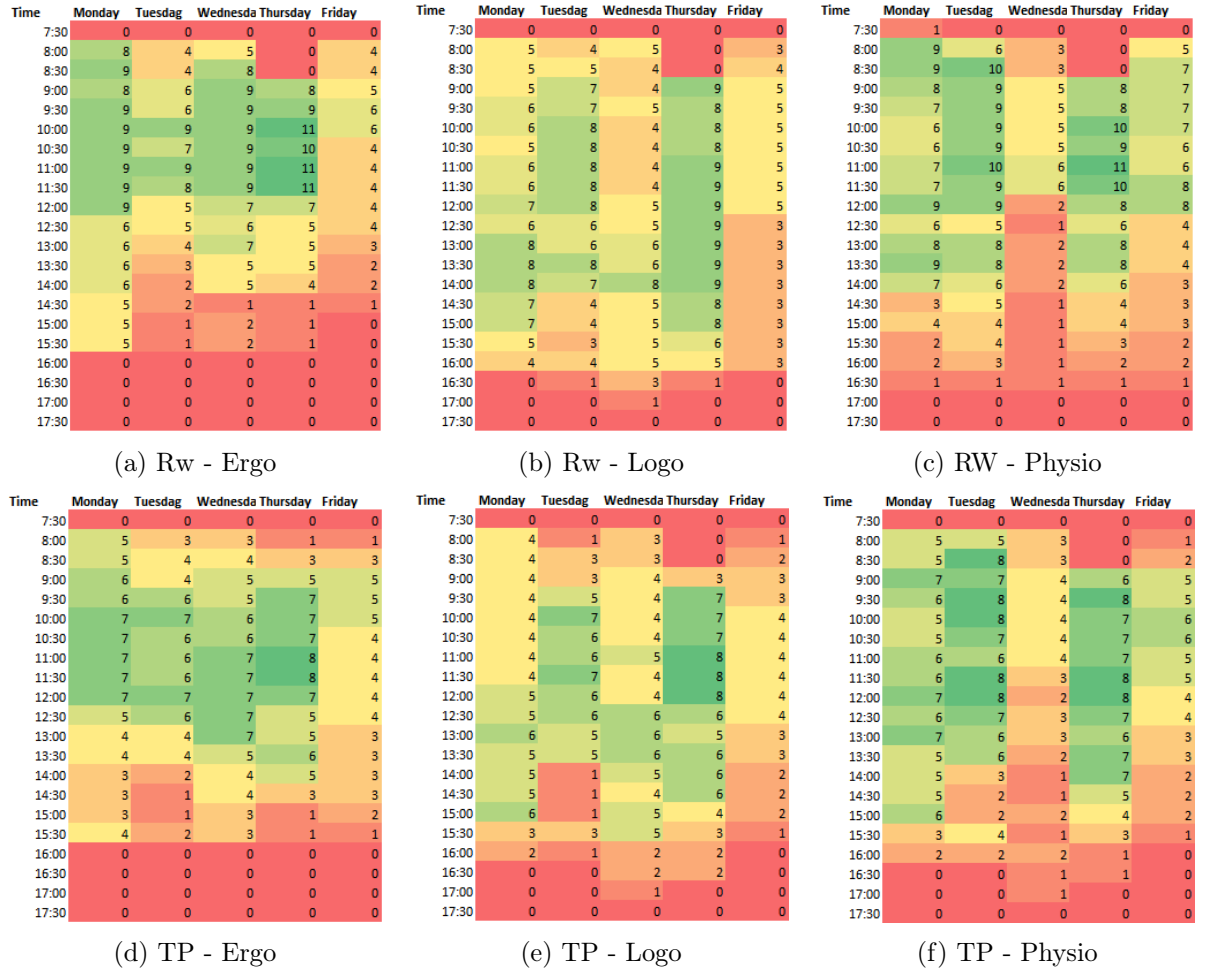 Time Monday Tuesdag Wednesda Thursday Friday
7:30 0 0 0 0 0
8:00 8 4 5 0 4
8:30 9 4 8 0 4
9:00 8 6 9 8 5
9:30 9 6 9 9 6
10:00 9 9 9 11 6
10:30 9 7 9 10 4
11:00 9 9 9 11 4
11:30 9 8 9 11 4
12:00 9 5 7 7 4
12:30 6 5 6 5 4
13:00 6 4 7 5 3
13:30 6 3 5 5 2
14:00 6 2 5 4 2
14:30 5 2 1 1 1
15:00 5 1 2 1 0
15:30 5 1 2 1 0
16:00 0 0 0 0 0
16:30 0 0 0 0 0
17:00 0 0 0 0 0
17:30 0 0 0 0 0
(a) Rw - Ergo
Time Monday Tuesdag Wednesda Thursday Friday
7:30 0 0 0 0 0
8:00 5 4 5 0 3
8:30 5 5 4 0 4
9:00 5 7 4 9 5
9:30 6 7 5 8 5
10:00 6 8 4 8 5
10:30 5 8 4 8 5
11:00 6 8 4 9 5
11:30 6 8 4 9 5
12:00 7 8 5 9 5
12:30 6 6 5 9 3
13:00 8 6 6 9 3
13:30 8 8 6 9 3
14:00 8 7 8 9 3
14:30 7 4 5 8 3
15:00 7 4 5 8 3
15:30 5 3 5 6 3
16:00 4 4 5 5 3
16:30 0 1 3 1 0
17:00 0 0 1 0 0
17:30 0 0 0 0 0
(b) Rw - Logo
Time Monday Tuesdag Wednesda Thursday Friday
7:30 1 0 0 0 0
8:00 9 6 3 0 5
8:30 9 10 3 0 7
9:00 8 9 5 8 7
9:30 7 9 5 8 7
10:00 6 9 5 10 7
10:30 6 9 5 9 6
11:00 7 10 6 11 6
11:30 7 9 6 10 8
12:00 9 9 2 8 8
12:30 6 5 1 6 4
13:00 8 8 2 8 4
13:30 9 8 2 8 4
14:00 7 6 2 6 3
14:30 3 5 1 4 3
15:00 4 4 1 4 3
15:30 2 4 1 3 2
16:00 2 3 1 2 2
16:30 1 1 1 1 1
17:00 0 0 0 0 0
17:30 0 0 0 0 0
(c) RW - Physio
Time Monday Tuesdag Wednesda Thursday Friday
7:30 0 0 0 0 0
8:00 5 3 3 1 1
8:30 5 4 4 3 3
9:00 6 4 5 5 5
9:30 6 6 5 7 5
10:00 7 7 6 7 5
10:30 7 6 6 7 4
11:00 7 6 7 8 4
11:30 7 6 7 8 4
12:00 7 7 7 7 4
12:30 5 6 7 5 4
13:00 4 4 7 5 3
13:30 4 4 5 6 3
14:00 3 2 4 5 3
14:30 3 1 4 3 3
15:00 3 1 3 1 2
15:30 4 2 3 1 1
16:00 0 0 0 0 0
16:30 0 0 0 0 0
17:00 0 0 0 0 0
17:30 0 0 0 0 0
(d) TP - Ergo
Time Monday Tuesdag Wednesda Thursday Friday
7:30 0 0 0 0 0
8:00 4 1 3 0 1
8:30 4 3 3 0 2
9:00 4 3 4 3 3
9:30 4 5 4 7 3
10:00 4 7 4 7 4
10:30 4 6 4 7 4
11:00 4 6 5 8 4
11:30 4 7 4 8 4
12:00 5 6 4 8 4
12:30 5 6 6 6 4
13:00 6 5 6 5 3
13:30 5 5 6 6 3
14:00 5 1 5 6 2
14:30 5 1 4 6 2
15:00 6 1 5 4 2
15:30 3 3 5 3 1
16:00 2 1 2 2 0
16:30 0 0 2 2 0
17:00 0 0 1 0 0
17:30 0 0 0 0 0
(e) TP - Logo
Time Monday Tuesdag Wednesda Thursday Friday
7:30 0 0 0 0 0
8:00 5 5 3 0 1
8:30 5 8 3 0 2
9:00 7 7 4 6 5
9:30 6 8 4 8 5
10:00 5 8 4 7 6
10:30 5 7 4 7 6
11:00 6 6 4 7 5
11:30 6 8 3 8 5
12:00 7 8 2 8 4
12:30 6 7 3 7 4
13:00 7 6 3 6 3
13:30 5 6 2 7 3
14:00 5 3 1 7 2
14:30 5 2 1 5 2
15:00 6 2 2 4 2
15:30 3 4 1 3 1
16:00 2 2 2 1 0
16:30 0 0 1 1 0
17:00 0 0 1 0 0
17:30 0 0 0 0 0
(f) TP - Physio